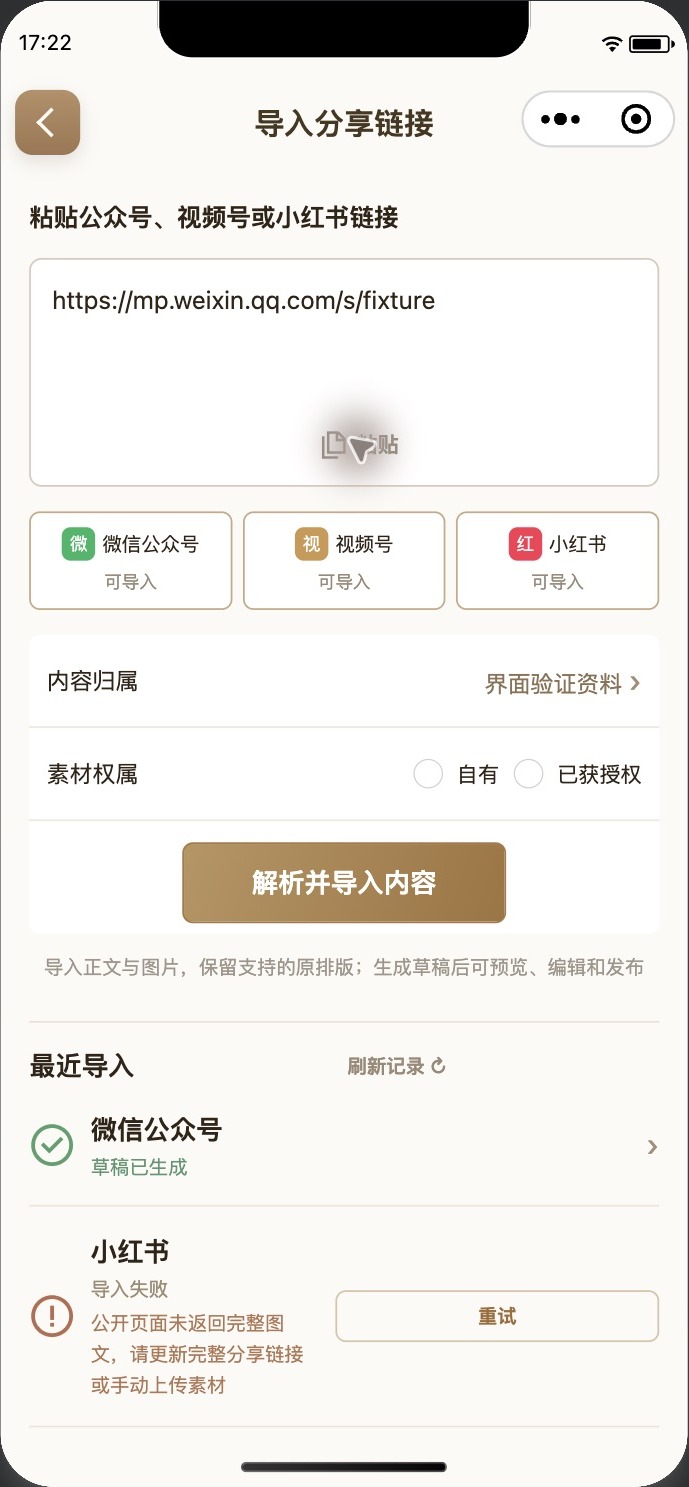 17:22
导入分享链接
粘贴公众号、视频号或小红书链接
https://mp.weixin.qq.com/s/fixture
贴
微 微信公众号
可导入
视 视频号
可导入
红 小红书
可导入
内容归属 界面验证资料
素材权属 自有 已获授权
解析并导入内容
导入正文与图片，保留支持的原排版；生成草稿后可预览、编辑和发布
最近导入 刷新记录
微信公众号
草稿已生成
小红书
导入失败
公开页面未返回完整图
文，请更新完整分享链接
或手动上传素材
重试